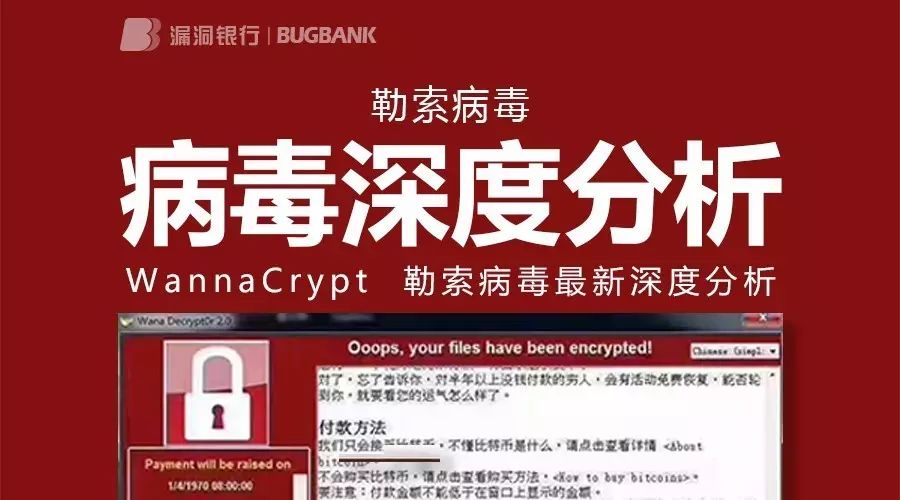 漏洞银行 | BUGBANK
勒索病毒
病毒深度分析
WannaCrypt 勒索病毒最新深度分析
Wana Decrypt0r 2.0
Ooops, your files have been encrypted!
Chinese (simpl
对了，忘了告诉你，对半年以上没钱付款的穷人，会有活动免费恢复，能否轮
到你，就要看您的运气怎么样了。
付款方法
我们只会接 比特币，不懂比特币是什么，请点击查看详情 <About
bitcoin>
不会购买比特币，请点击查看购买方法，<How to buy bitcoins>。
要注意：付款金额不能低于在窗口上显示的金额。
Payment will be raised on
1/4/1970 08:00:00